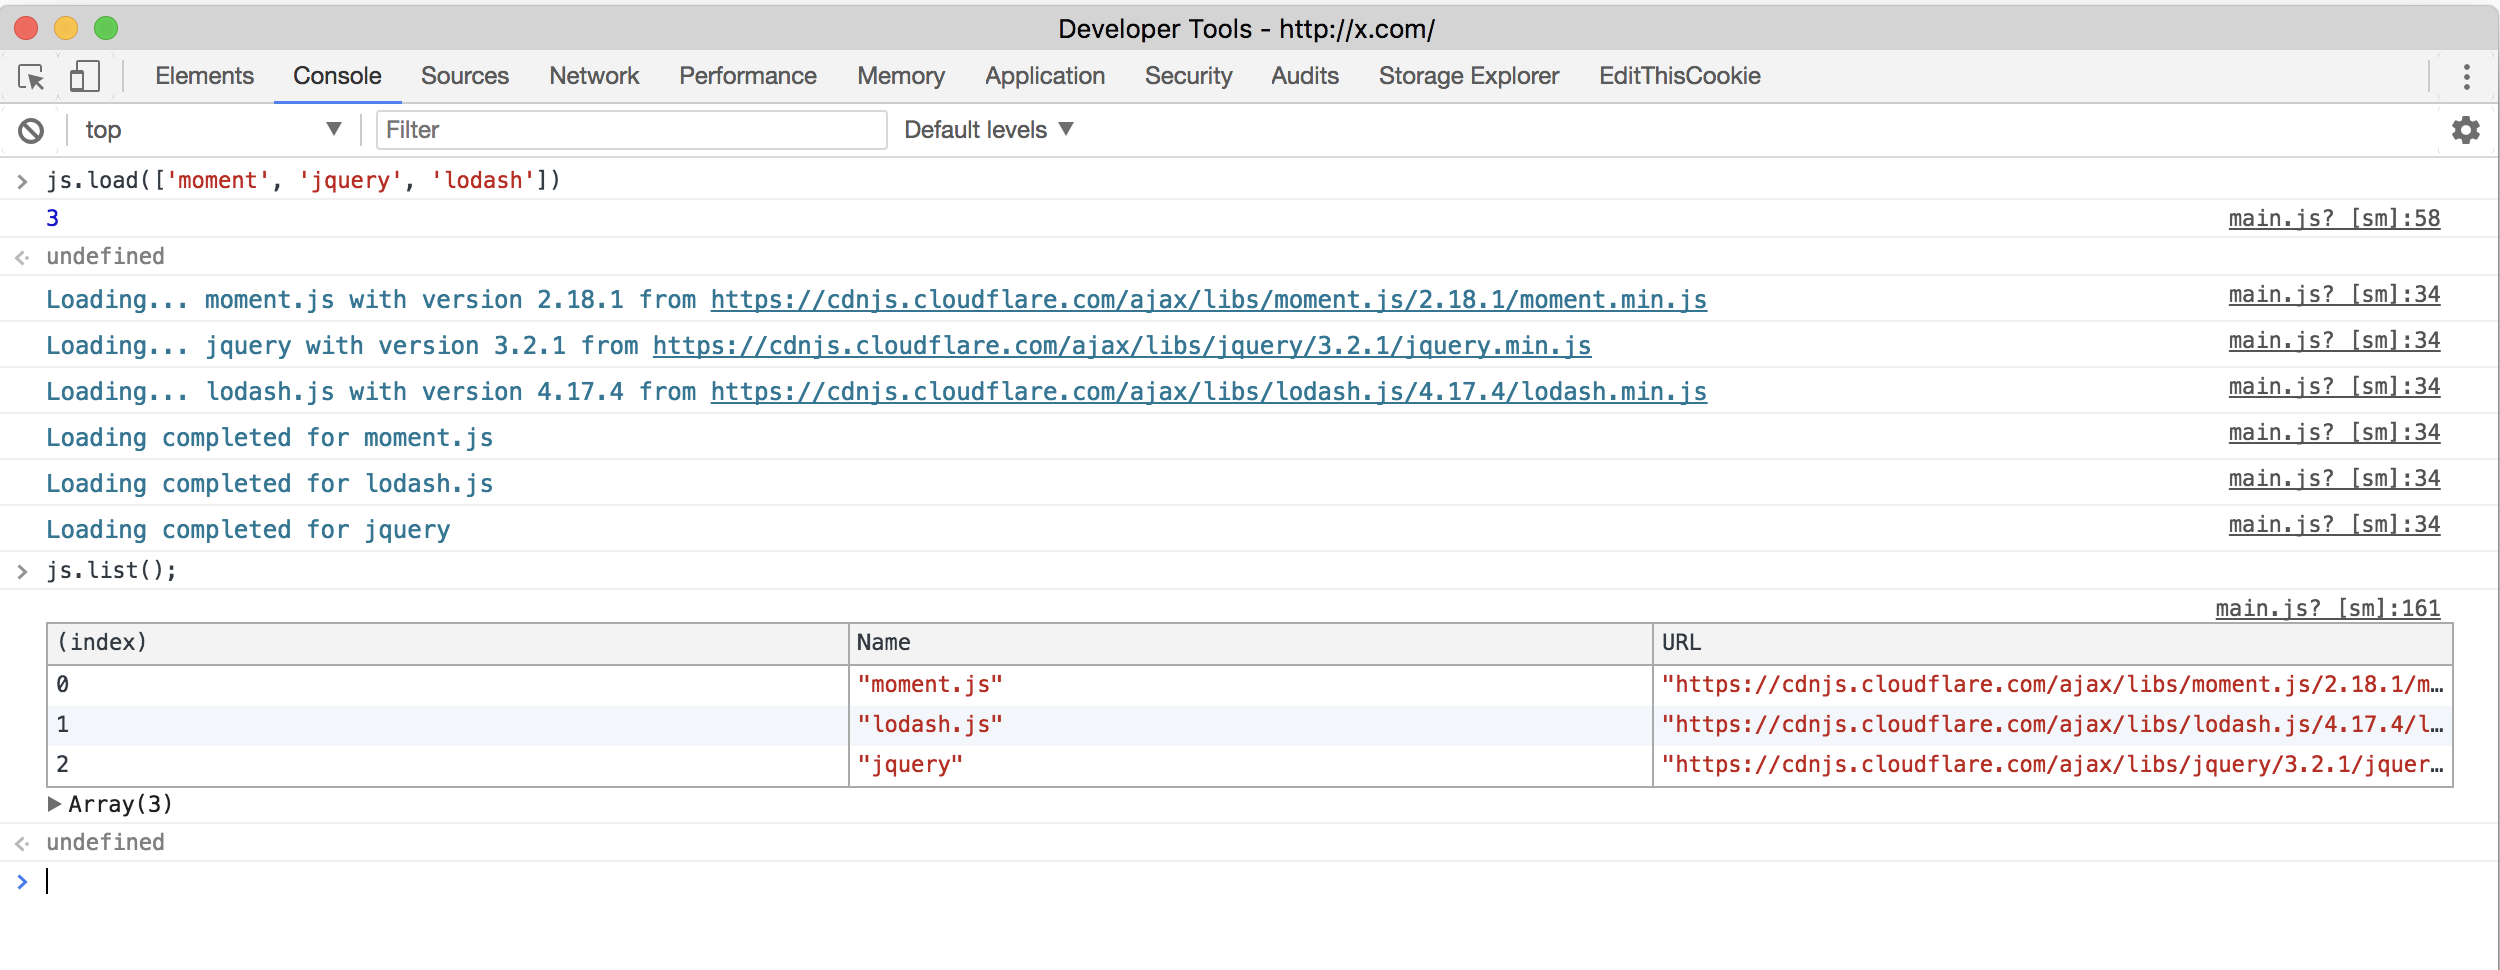 Developer Tools - http://x.com/
Elements Console Sources Network Performance Memory Application Security Audits Storage Explorer EditThisCookie
top ▼ Filter Default levels ▼
> js.load(['moment', 'jquery', 'lodash'])
3 main.js? [sm]:58
undefined
Loading... moment.js with version 2.18.1 from https://cdnjs.cloudflare.com/ajax/libs/moment.js/2.18.1/moment.min.js main.js? [sm]:34
Loading... jquery with version 3.2.1 from https://cdnjs.cloudflare.com/ajax/libs/jquery/3.2.1/jquery.min.js main.js? [sm]:34
Loading... lodash.js with version 4.17.4 from https://cdnjs.cloudflare.com/ajax/libs/lodash.js/4.17.4/lodash.min.js main.js? [sm]:34
Loading completed for moment.js main.js? [sm]:34
Loading completed for lodash.js main.js? [sm]:34
Loading completed for jquery main.js? [sm]:34
> js.list();
main.js? [sm]:161
(index) Name URL
0 "moment.js" "https://cdnjs.cloudflare.com/ajax/libs/moment.js/2.18.1/m…
1 "lodash.js" "https://cdnjs.cloudflare.com/ajax/libs/lodash.js/4.17.4/l…
2 "jquery" "https://cdnjs.cloudflare.com/ajax/libs/jquery/3.2.1/jquer…
▶ Array(3)
undefined
>